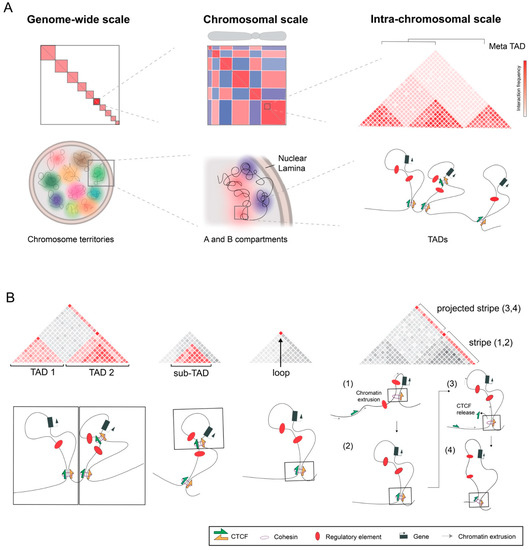 A
Genome-wide scale
Chromosomal scale
Intra-chromosomal scale
Meta TAD
Interaction frequency
Nuclear
Lamina
Gene
Chromosome territories
A and B compartments
TADs
B
projected stripe (3,4)
stripe (1,2)
TAD 1
TAD 2
sub-TAD
loop
(1)
Chromatin
extrusion
(3)
CTCF
release
(2)
(4)
CTCF
Cohesin
Regulatory element
Gene
Chromatin extrusion